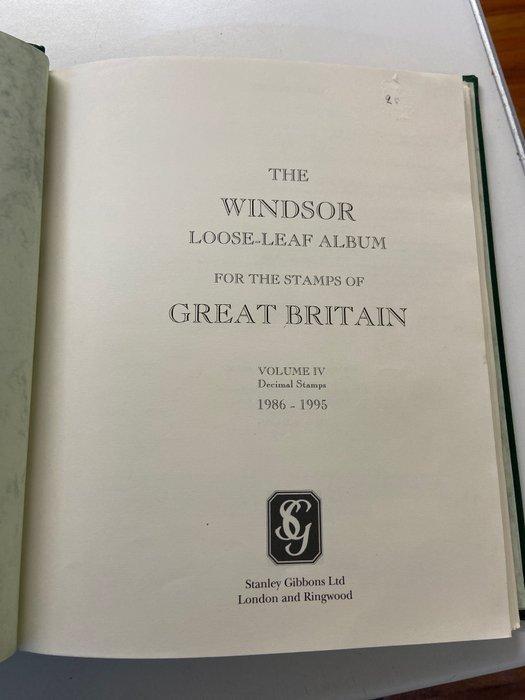 THE
WINDSOR
LOOSE-LEAF ALBUM
FOR THE STAMPS OF
GREAT BRITAIN
VOLUME IV
Decimal Stamps
1986 - 1995
SG
Stanley Gibbons Ltd
London and Ringwood